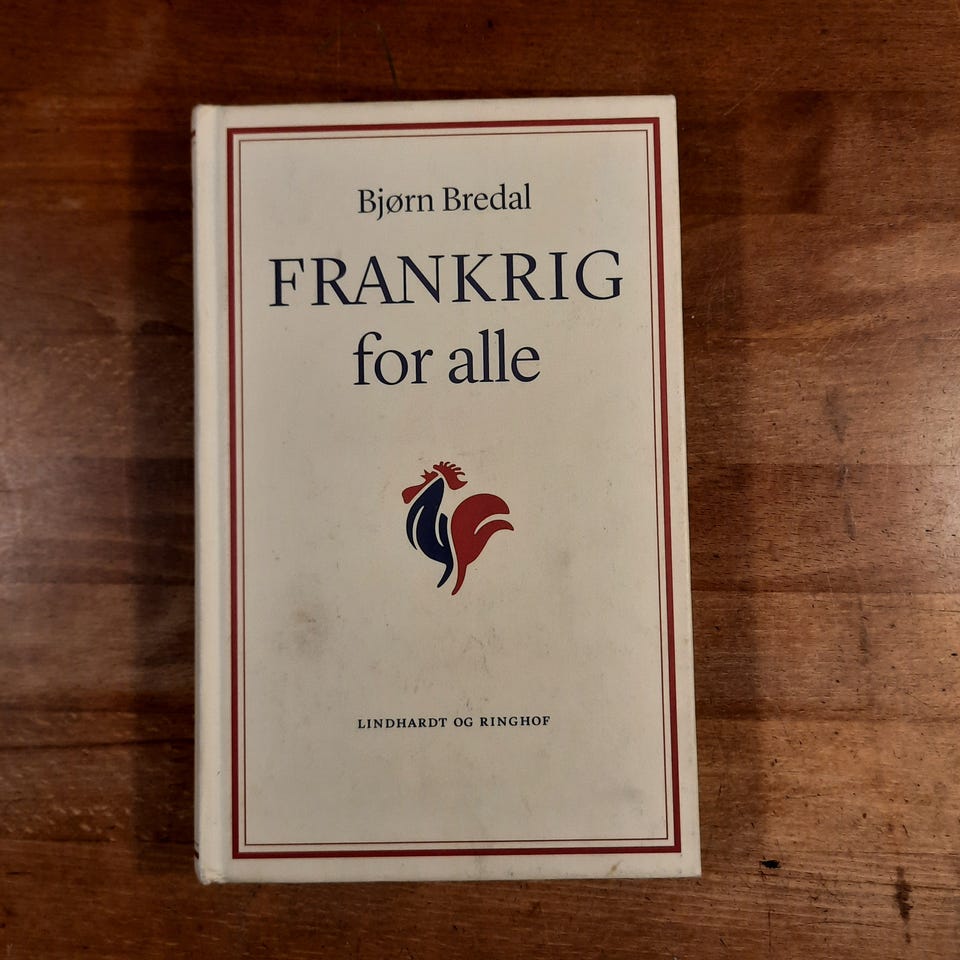 Bjørn Bredal
FRANKRIG
for alle
LINDHARDT OG RINGHOF